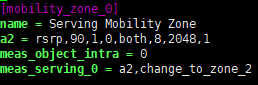 [mobility_zone_0]
name = Serving Mobility Zone
a2 = rsrp,90,1,0,both,8,2048,1
meas_object_intra = 0
meas_serving_0 = a2,change_to_zone_2